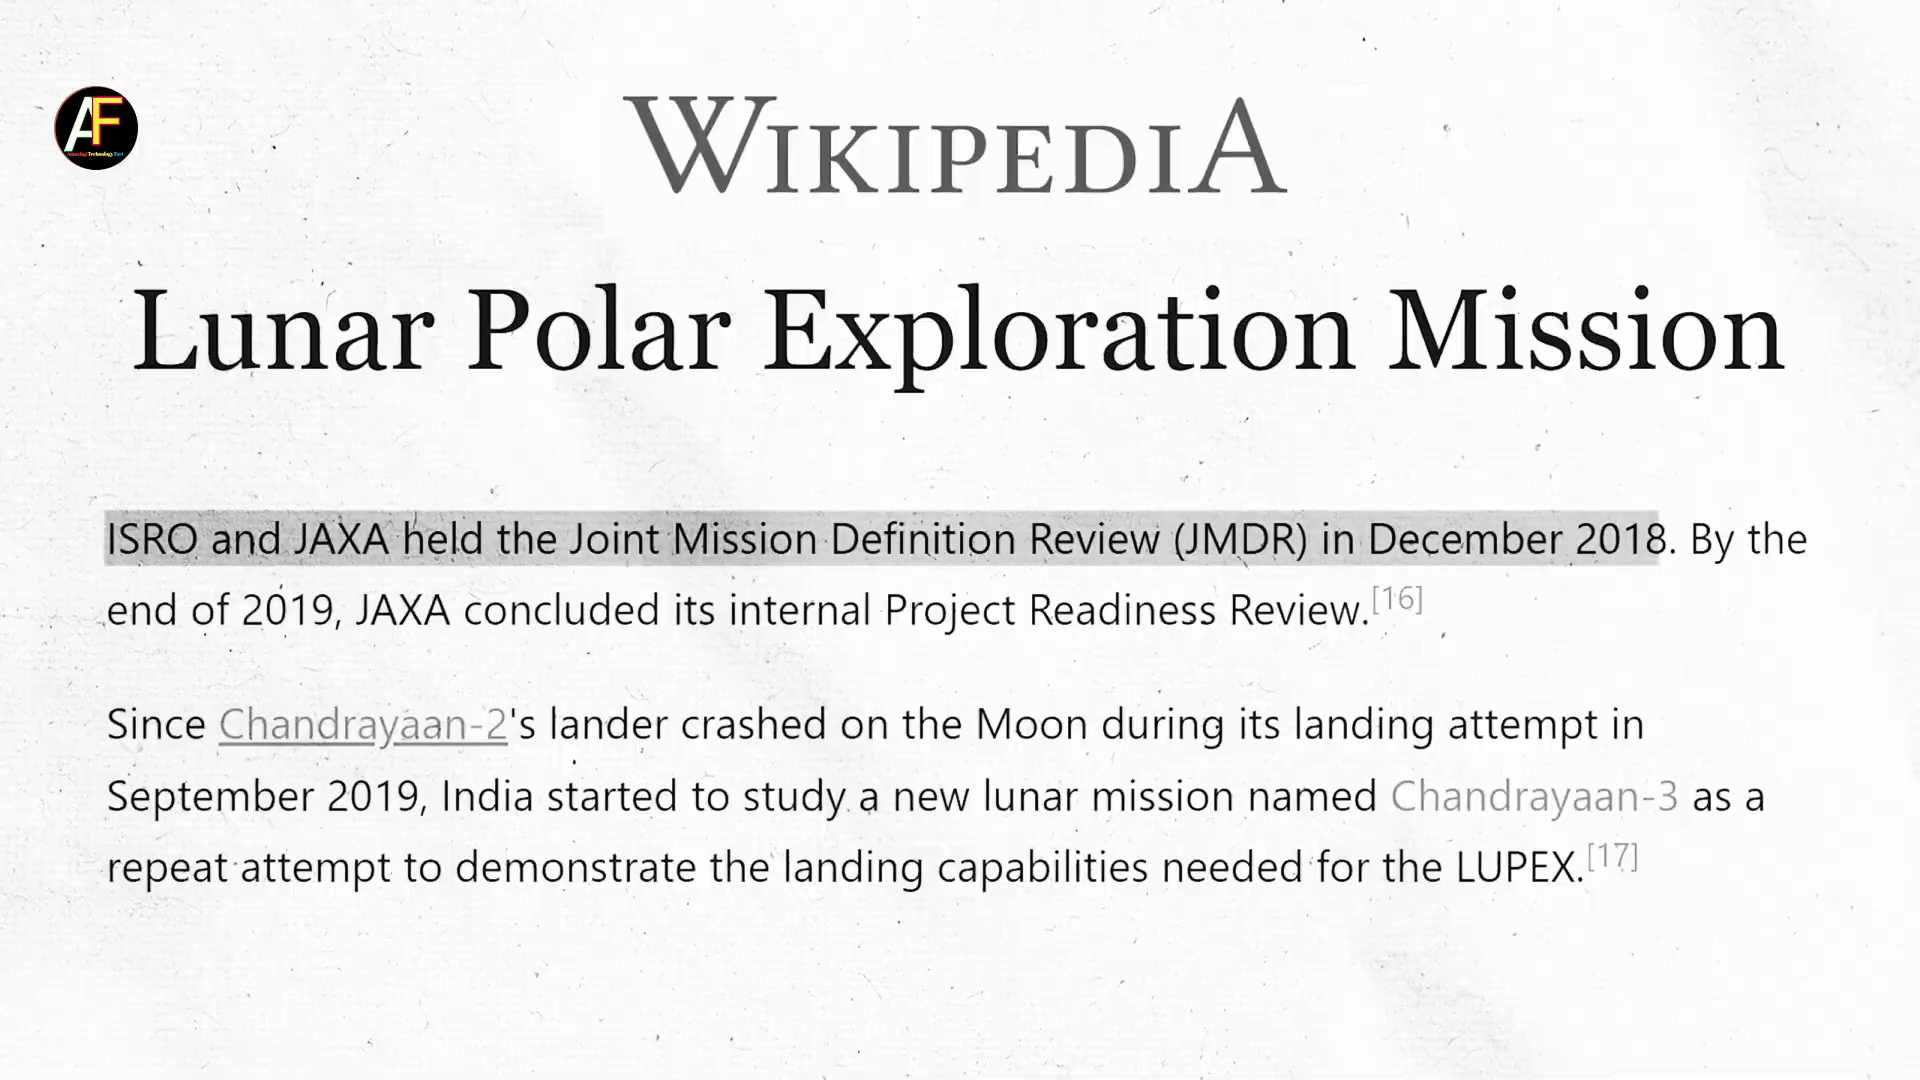 AF
Amazing Technology Fact
WIKIPEDIA
Lunar Polar Exploration Mission
ISRO and JAXA held the Joint Mission Definition Review (JMDR) in December 2018. By the
end of 2019, JAXA concluded its internal Project Readiness Review.[16]
Since Chandrayaan-2's lander crashed on the Moon during its landing attempt in
September 2019, India started to study a new lunar mission named Chandrayaan-3 as a
repeat attempt to demonstrate the landing capabilities needed for the LUPEX.[17]